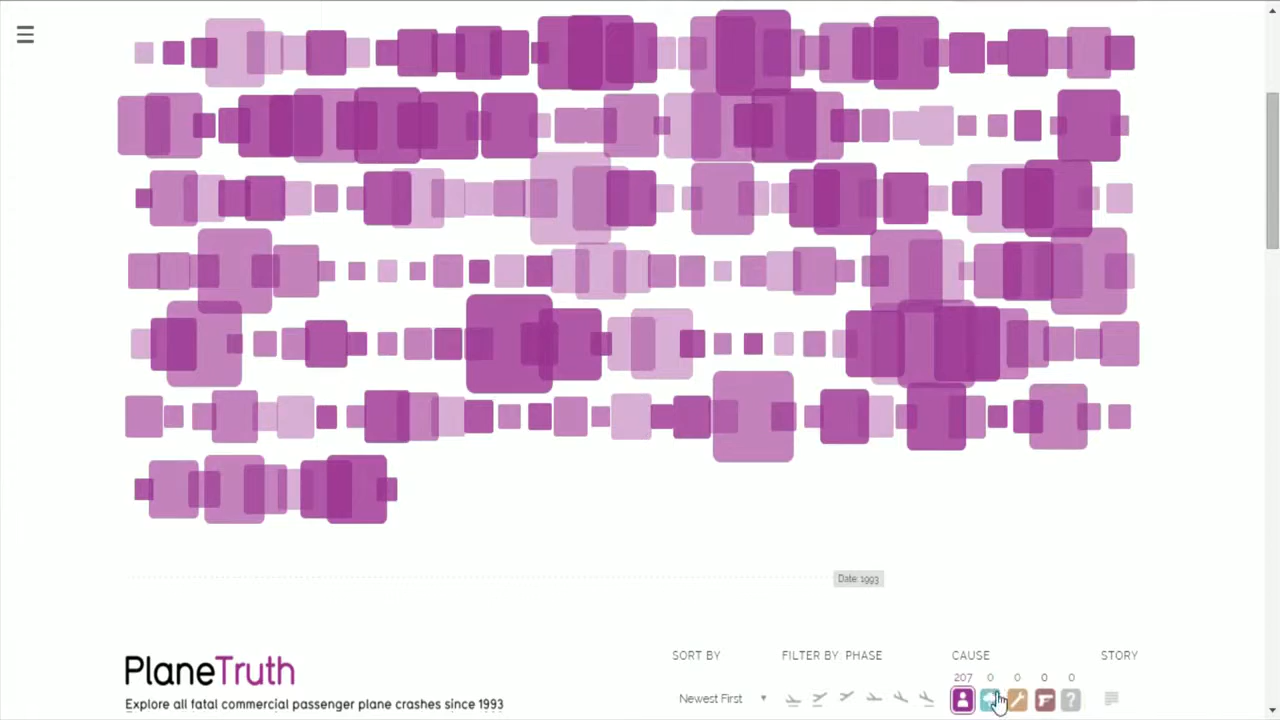 Date: 1993
PlaneTruth
Explore all fatal commercial passenger plane crashes since 1993
SORT BY
Newest First
FILTER BY PHASE
CAUSE
207 0 0 0 0
?
STORY